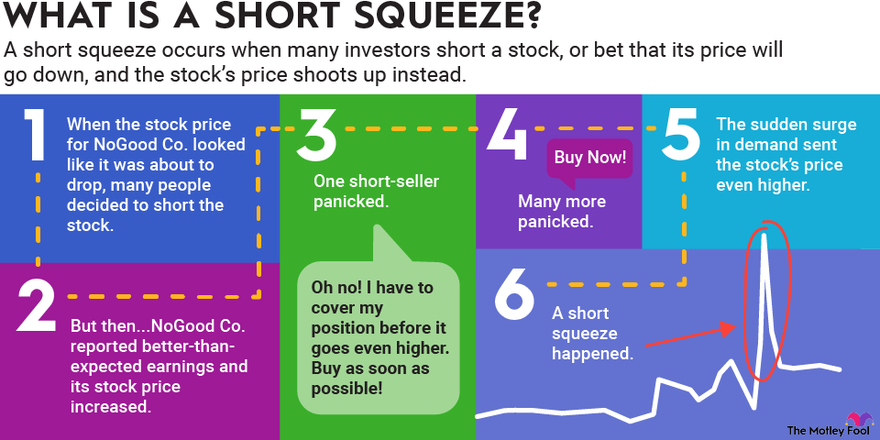 WHAT IS A SHORT SQUEEZE?
A short squeeze occurs when many investors short a stock, or bet that its price will
go down, and the stock’s price shoots up instead.
1
When the stock price
for NoGood Co. looked
like it was about to
drop, many people
decided to short the
stock.
2
But then...NoGood Co.
reported better-than-
expected earnings and
its stock price
increased.
3
One short-seller
panicked.
Oh no! I have to
cover my
position before it
goes even higher.
Buy as soon as
possible!
4
Buy Now!
Many more
panicked.
5
The sudden surge
in demand sent
the stock’s price
even higher.
6
A short
squeeze
happened.
The Motley Fool